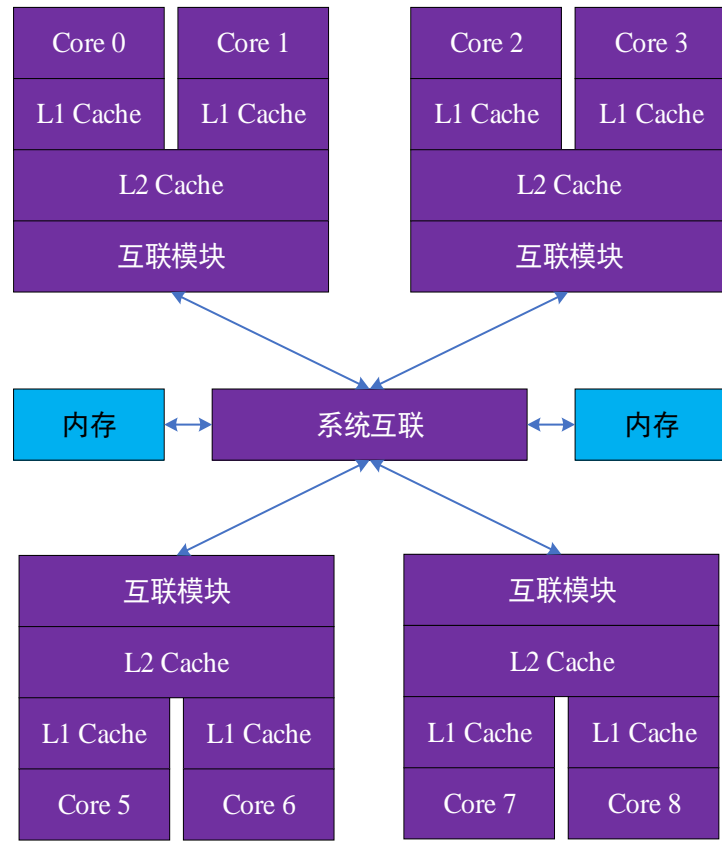 Core 0
Core 1
Core 2
Core 3
L1 Cache
L1 Cache
L1 Cache
L1 Cache
L2 Cache
L2 Cache
互联模块
互联模块
内存
系统互联
内存
互联模块
互联模块
L2 Cache
L2 Cache
L1 Cache
L1 Cache
L1 Cache
L1 Cache
Core 5
Core 6
Core 7
Core 8